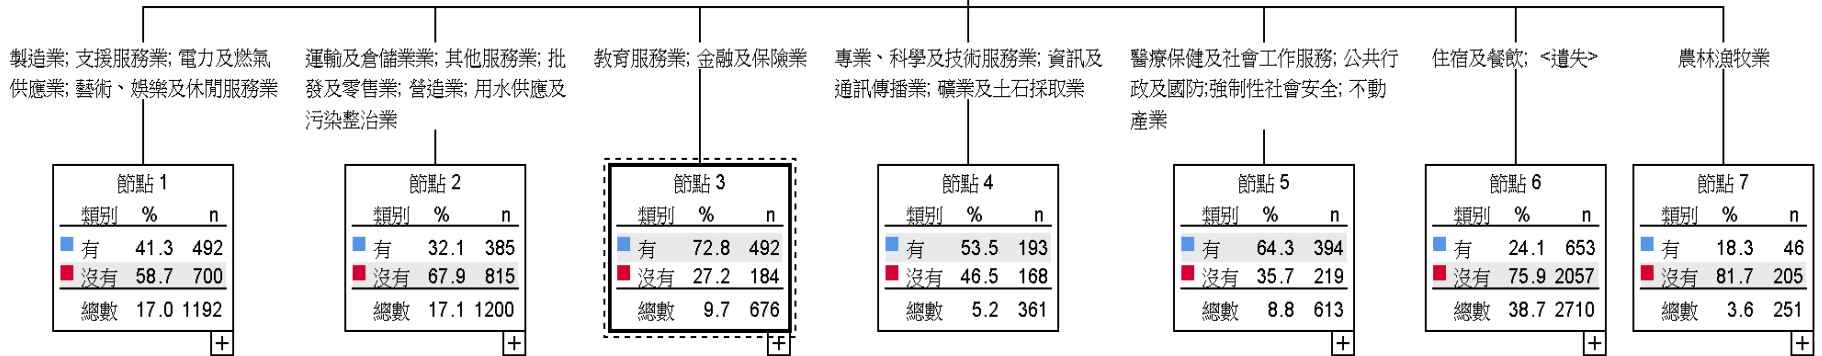 製造業; 支援服務業; 電力及燃氣
供應業; 藝術、娛樂及休閒服務業
運輸及倉儲業業; 其他服務業; 批
發及零售業; 營造業; 用水供應及
污染整治業
教育服務業; 金融及保險業
專業、科學及技術服務業; 資訊及
通訊傳播業; 礦業及土石採取業
醫療保健及社會工作服務; 公共行
政及國防;強制性社會安全; 不動
產業
住宿及餐飲; <遺失>
農林漁牧業
節點 1
類別 % n
有 41.3 492
沒有 58.7 700
總數 17.0 1192
節點 2
類別 % n
有 32.1 385
沒有 67.9 815
總數 17.1 1200
節點 3
類別 % n
有 72.8 492
沒有 27.2 184
總數 9.7 676
節點 4
類別 % n
有 53.5 193
沒有 46.5 168
總數 5.2 361
節點 5
類別 % n
有 64.3 394
沒有 35.7 219
總數 8.8 613
節點 6
類別 % n
有 24.1 653
沒有 75.9 2057
總數 38.7 2710
節點 7
類別 % n
有 18.3 46
沒有 81.7 205
總數 3.6 251